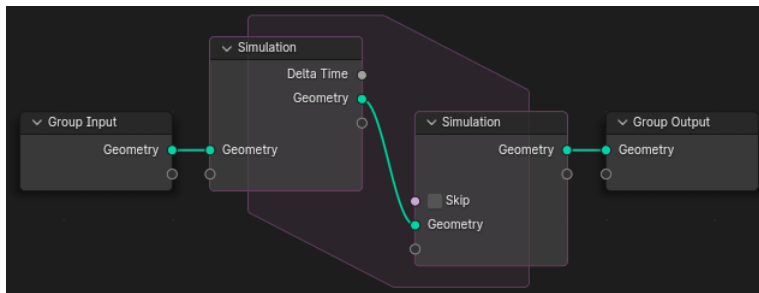 Simulation
Delta Time
Geometry
Geometry
Group Input
Geometry
Simulation
Geometry
Skip
Geometry
Group Output
Geometry